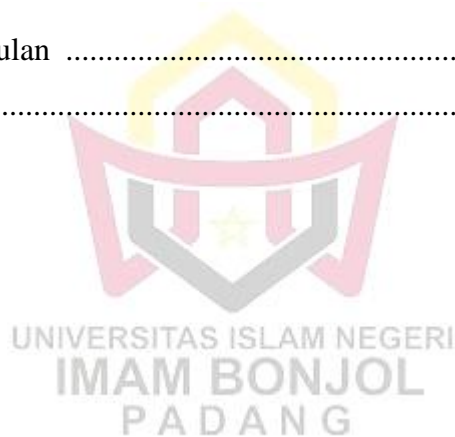 ulan ......................................................
..............................................................
UNIVERSITAS ISLAM NEGERI
IMAM BONJOL
PADANG